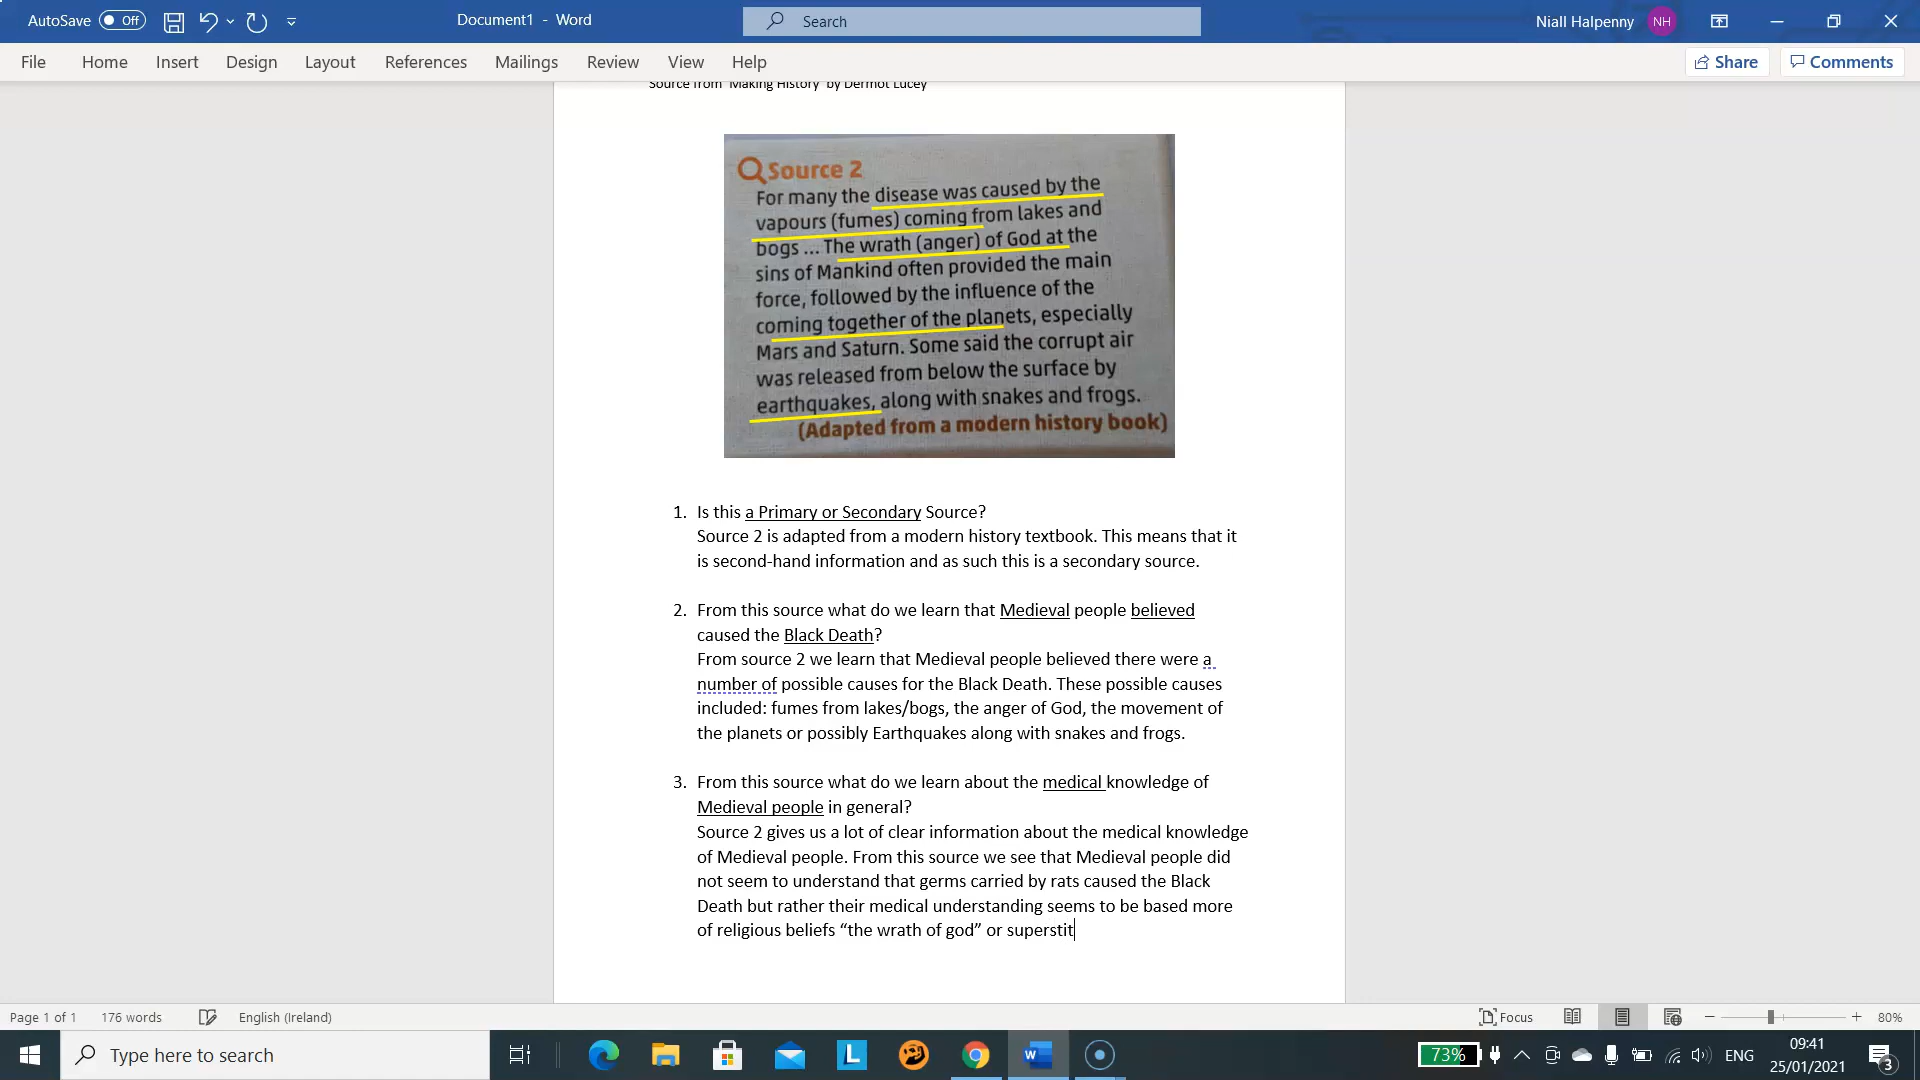 AutoSave Off Document1 - Word Search Niall Halpenny NH
File Home Insert Design Layout References Mailings Review View Help Share Comments
Source from 'Making History' by Dermot Lucey
Source 2
For many the disease was caused by the
vapours (fumes) coming from lakes and
bogs ... The wrath (anger) of God at the
sins of Mankind often provided the main
force, followed by the influence of the
coming together of the planets, especially
Mars and Saturn. Some said the corrupt air
was released from below the surface by
earthquakes, along with snakes and frogs.
(Adapted from a modern history book)
1. Is this a Primary or Secondary Source?
Source 2 is adapted from a modern history textbook. This means that it
is second-hand information and as such this is a secondary source.
2. From this source what do we learn that Medieval people believed
caused the Black Death?
From source 2 we learn that Medieval people believed there were a
number of possible causes for the Black Death. These possible causes
included: fumes from lakes/bogs, the anger of God, the movement of
the planets or possibly Earthquakes along with snakes and frogs.
3. From this source what do we learn about the medical knowledge of
Medieval people in general?
Source 2 gives us a lot of clear information about the medical knowledge
of Medieval people. From this source we see that Medieval people did
not seem to understand that germs carried by rats caused the Black
Death but rather their medical understanding seems to be based more
of religious beliefs “the wrath of god” or superstit
Page 1 of 1 176 words English (Ireland) Focus 80%
Type here to search L W 73% ENG 09:41
25/01/2021 3